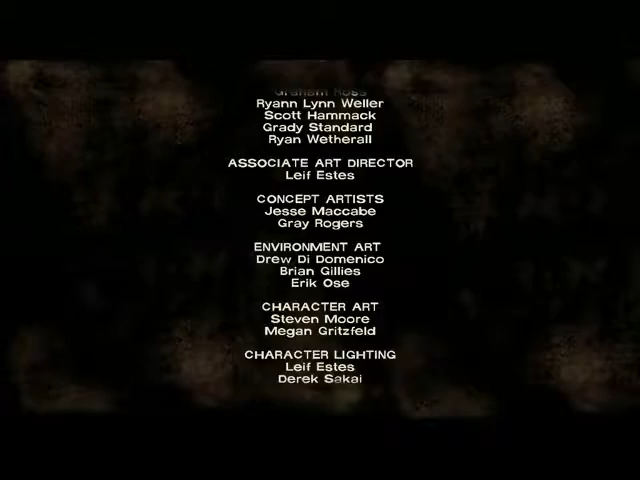 Graham Ross
Ryann Lynn Weller
Scott Hammack
Grady Standard
Ryan Wetherall
ASSOCIATE ART DIRECTOR
Leif Estes
CONCEPT ARTISTS
Jesse Maccabe
Gray Rogers
ENVIRONMENT ART
Drew Di Domenico
Brian Gillies
Erik Ose
CHARACTER ART
Steven Moore
Megan Gritzfeld
CHARACTER LIGHTING
Leif Estes
Derek Sakai